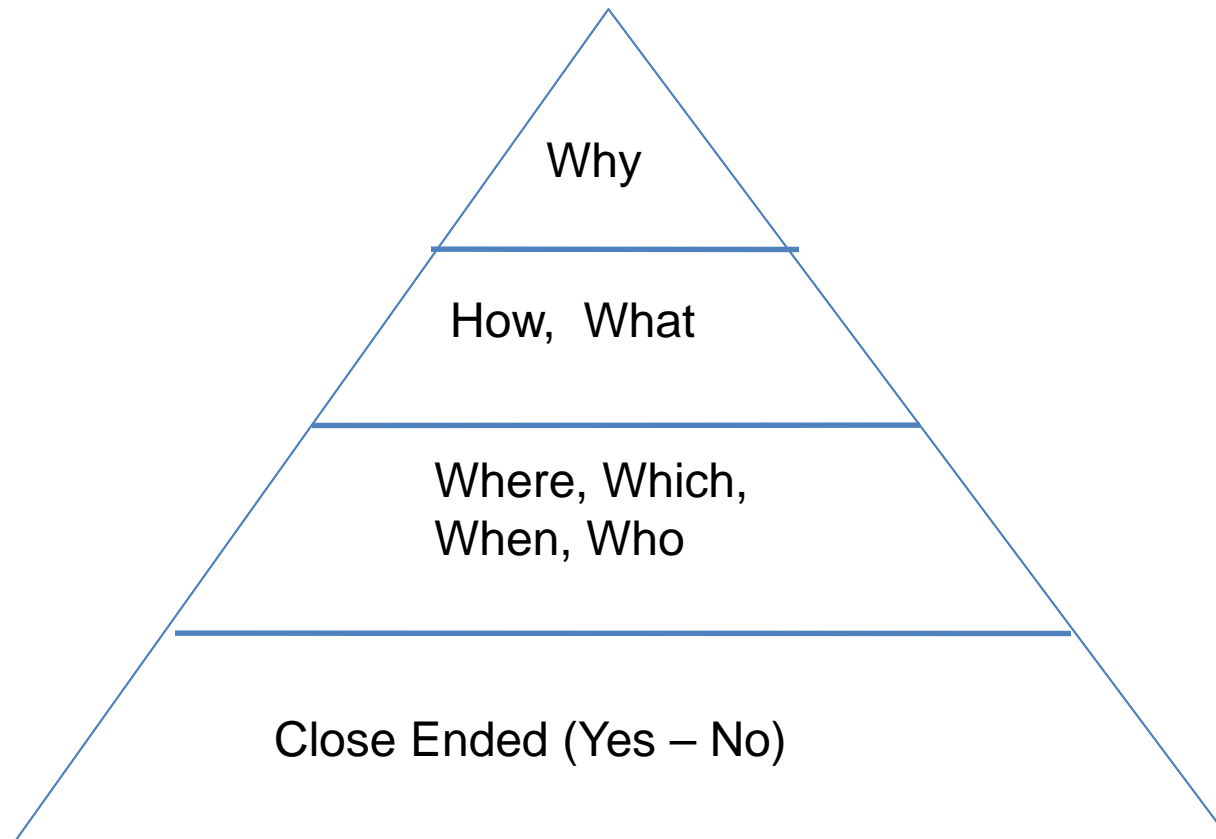 Why
How,  What
Where, Which,
When, Who
Close Ended (Yes – No)